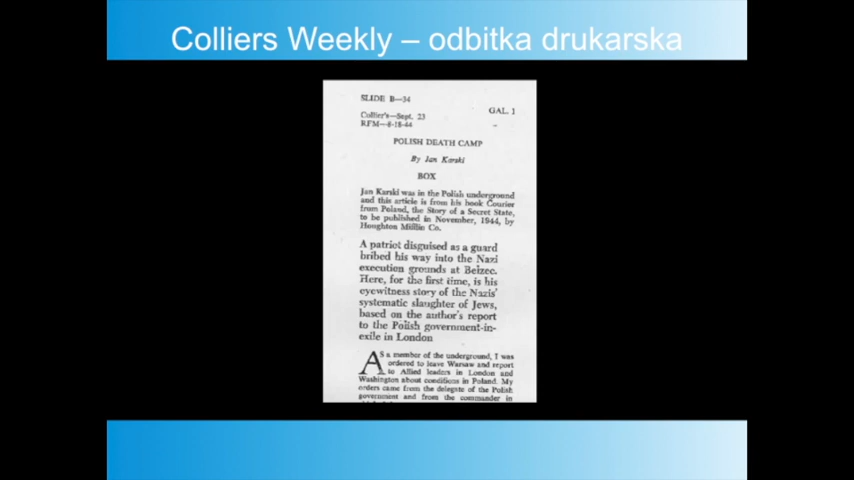 Colliers Weekly – odbitka drukarska
SLIDE B—34
GAL. 1
Collier's—Sept. 23
RFM—8-18-44
POLISH DEATH CAMP
By Jan Karski
BOX
Jan Karski was in the Polish underground
and this article is from his book Courier
from Poland, the Story of a Secret State,
to be published in November, 1944, by
Houghton Mifflin Co.
A patriot disguised as a guard
bribed his way into the Nazi
execution grounds at Belzec.
Here, for the first time, is his
eyewitness story of the Nazis'
systematic slaughter of Jews,
based on the author's report
to the Polish government-in-
exile in London
As a member of the underground, I was
ordered to leave Warsaw and report
to Allied leaders in London and
Washington about conditions in Poland. My
orders came from the delegate of the Polish
government and from the commander in